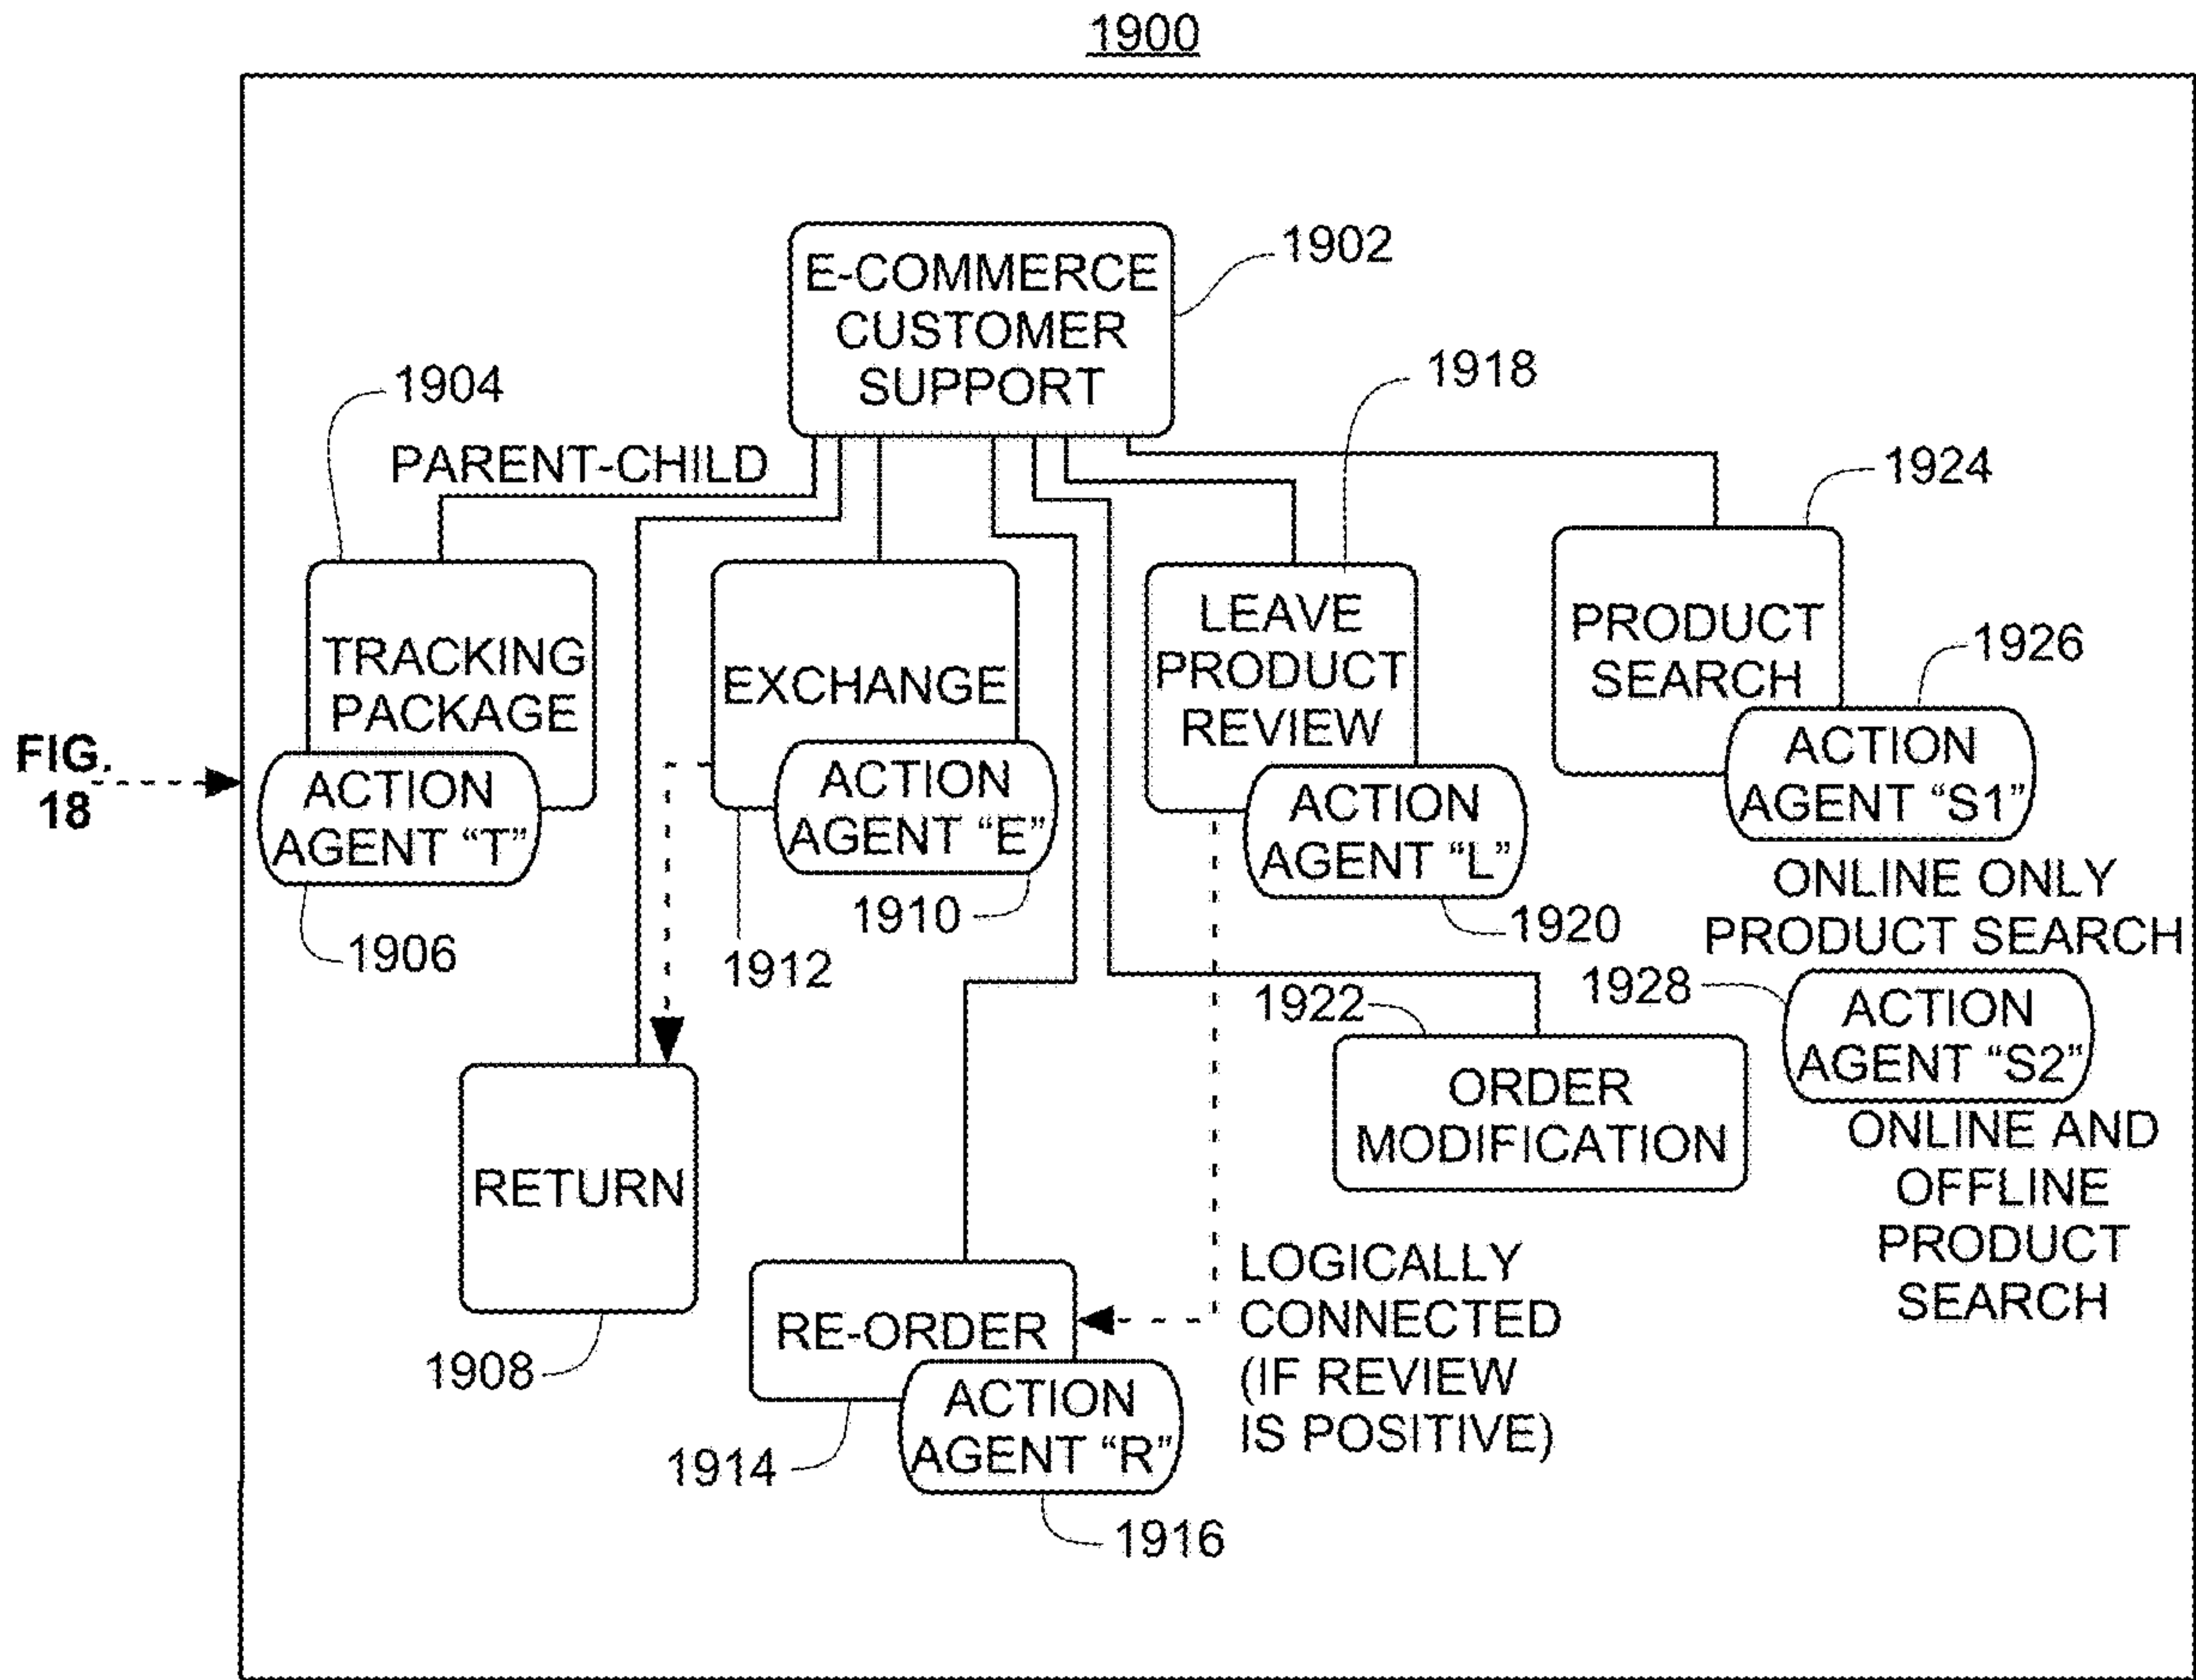 1900
E-COMMERCE
CUSTOMER
SUPPORT
1902
1904
PARENT-CHILD
1918
1924
TRACKING
PACKAGE
ACTION
AGENT “T”
1906
EXCHANGE
ACTION
AGENT “E”
1910
1912
LEAVE
PRODUCT
REVIEW
ACTION
AGENT “L”
1920
PRODUCT
SEARCH
1926
ACTION
AGENT “S1”
ONLINE ONLY
PRODUCT SEARCH
FIG.
18
1922
ORDER
MODIFICATION
1928
ACTION
AGENT “S2”
ONLINE AND
OFFLINE
PRODUCT
SEARCH
RETURN
1908
RE-ORDER
ACTION
AGENT “R”
1914
1916
LOGICALLY
CONNECTED
(IF REVIEW
IS POSITIVE)